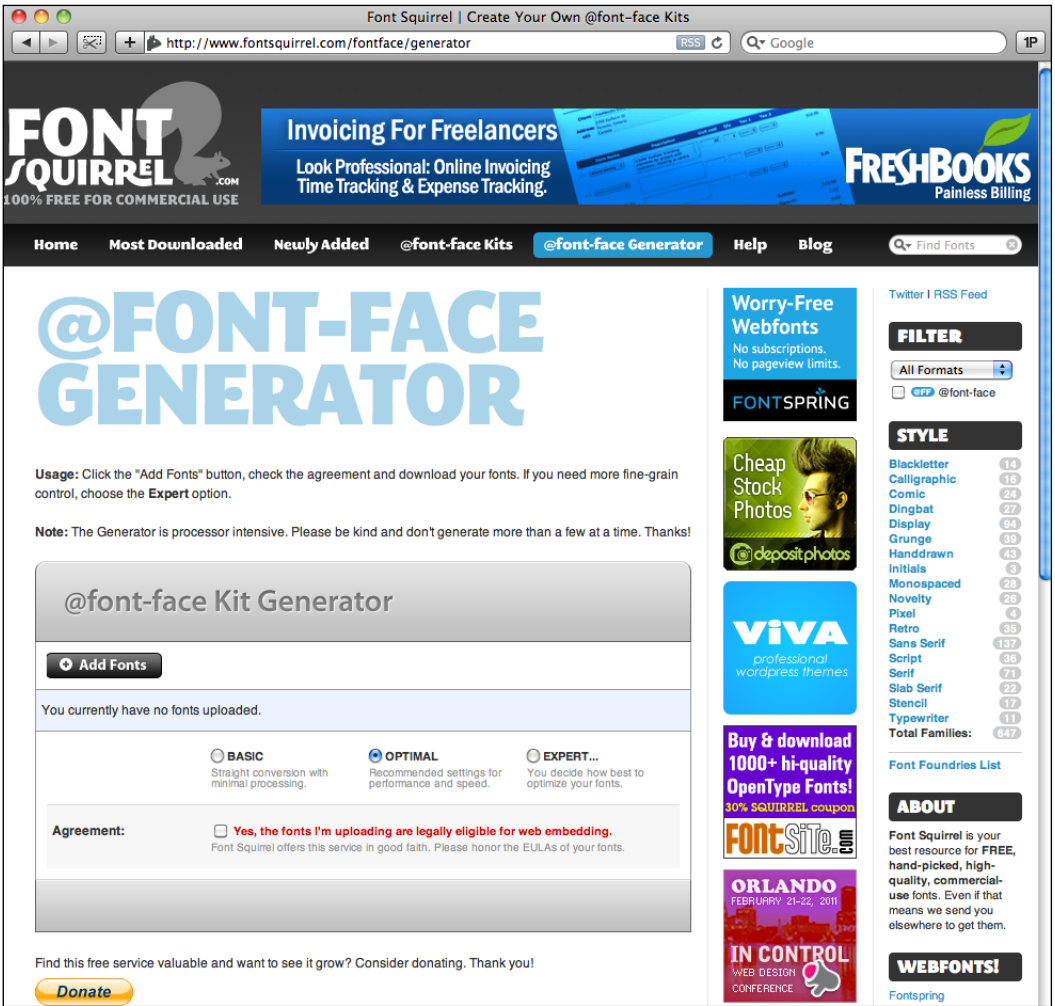 Font Squirrel | Create Your Own @font-face Kits
http://www.fontsquirrel.com/fontface/generator
RSS
Google
1P
FONT
SQUIRREL.COM
100% FREE FOR COMMERCIAL USE
Invoicing For Freelancers
Look Professional: Online Invoicing
Time Tracking & Expense Tracking.
FRESHBOOKS
Painless Billing
Home Most Downloaded Newly Added @font-face Kits @font-face Generator Help Blog
Find Fonts
@FONT-FACE
GENERATOR
Usage: Click the "Add Fonts" button, check the agreement and download your fonts. If you need more fine-grain
control, choose the Expert option.
Note: The Generator is processor intensive. Please be kind and don't generate more than a few at a time. Thanks!
@font-face Kit Generator
Add Fonts
You currently have no fonts uploaded.
BASIC
Straight conversion with
minimal processing.
OPTIMAL
Recommended settings for
performance and speed.
EXPERT...
You decide how best to
optimize your fonts.
Agreement:
Yes, the fonts I'm uploading are legally eligible for web embedding.
Font Squirrel offers this service in good faith. Please honor the EULAs of your fonts.
Find this free service valuable and want to see it grow? Consider donating. Thank you!
Donate
Worry-Free
Webfonts
No subscriptions.
No pageview limits.
FONTSPRING
Cheap
Stock
Photos
depositphotos
ViVA
professional
wordpress themes
Buy & download
1000+ hi-quality
OpenType Fonts!
30% SQUIRREL coupon
FONTSiTe.com
ORLANDO
FEBRUARY 21-22, 2011
IN CONTROL
WEB DESIGN
CONFERENCE
Twitter | RSS Feed
FILTER
All Formats
@FF @font-face
STYLE
Blackletter 14
Calligraphic 16
Comic 24
Dingbat 27
Display 94
Grunge 39
Handdrawn 43
Initials 3
Monospaced 28
Novelty 26
Pixel 4
Retro 35
Sans Serif 137
Script 36
Serif 71
Slab Serif 22
Stencil 17
Typewriter 11
Total Families: 647
Font Foundries List
ABOUT
Font Squirrel is your
best resource for FREE,
hand-picked, high-
quality, commercial-
use fonts. Even if that
means we send you
elsewhere to get them.
WEBFONTS!
Fontspring